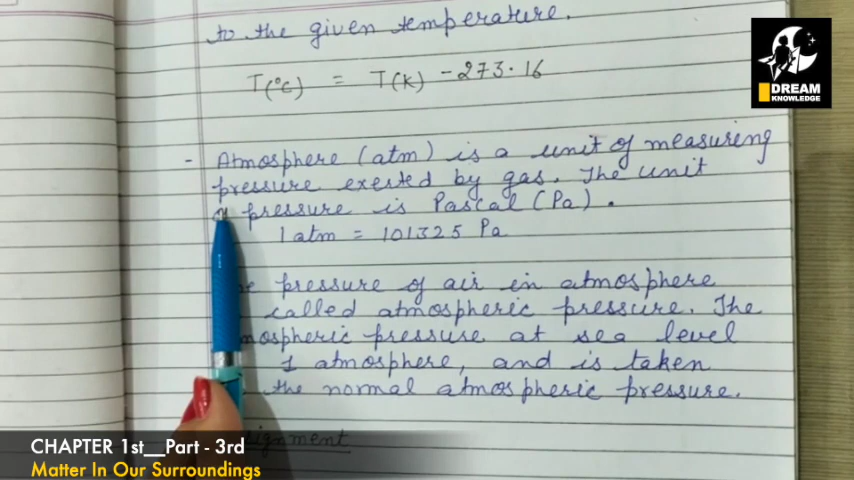 to the given temperature.
T(°C) = T(K) - 273.16
- Atmosphere (atm) is a unit of measuring
pressure exerted by gas. The unit
pressure is Pascal (Pa).
1 atm = 101325 Pa
pressure of air in atmosphere
called atmospheric pressure. The
pheric pressure at sea level
1 atmosphere, and is taken
the normal atmospheric pressure.
DREAM
KNOWLEDGE
CHAPTER 1st__Part - 3rd
Matter In Our Surroundings